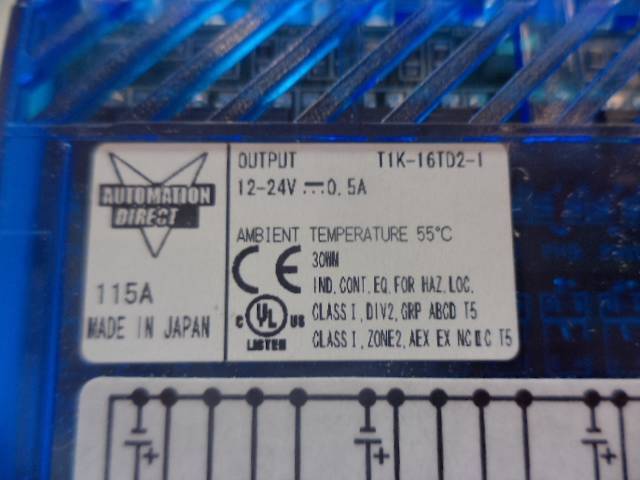 AUTOMATION
DIRECT
115A
MADE IN JAPAN
OUTPUT T1K-16TD2-1
12-24V⎓0.5A
AMBIENT TEMPERATURE 55°C
CE
30WM
IND. CONT. EQ. FOR HAZ. LOC.
C UL US
LISTED
CLASS I, DIV2, GRP ABCD T5
CLASS I, ZONE2, AEX EX NC II C T5
+ + +